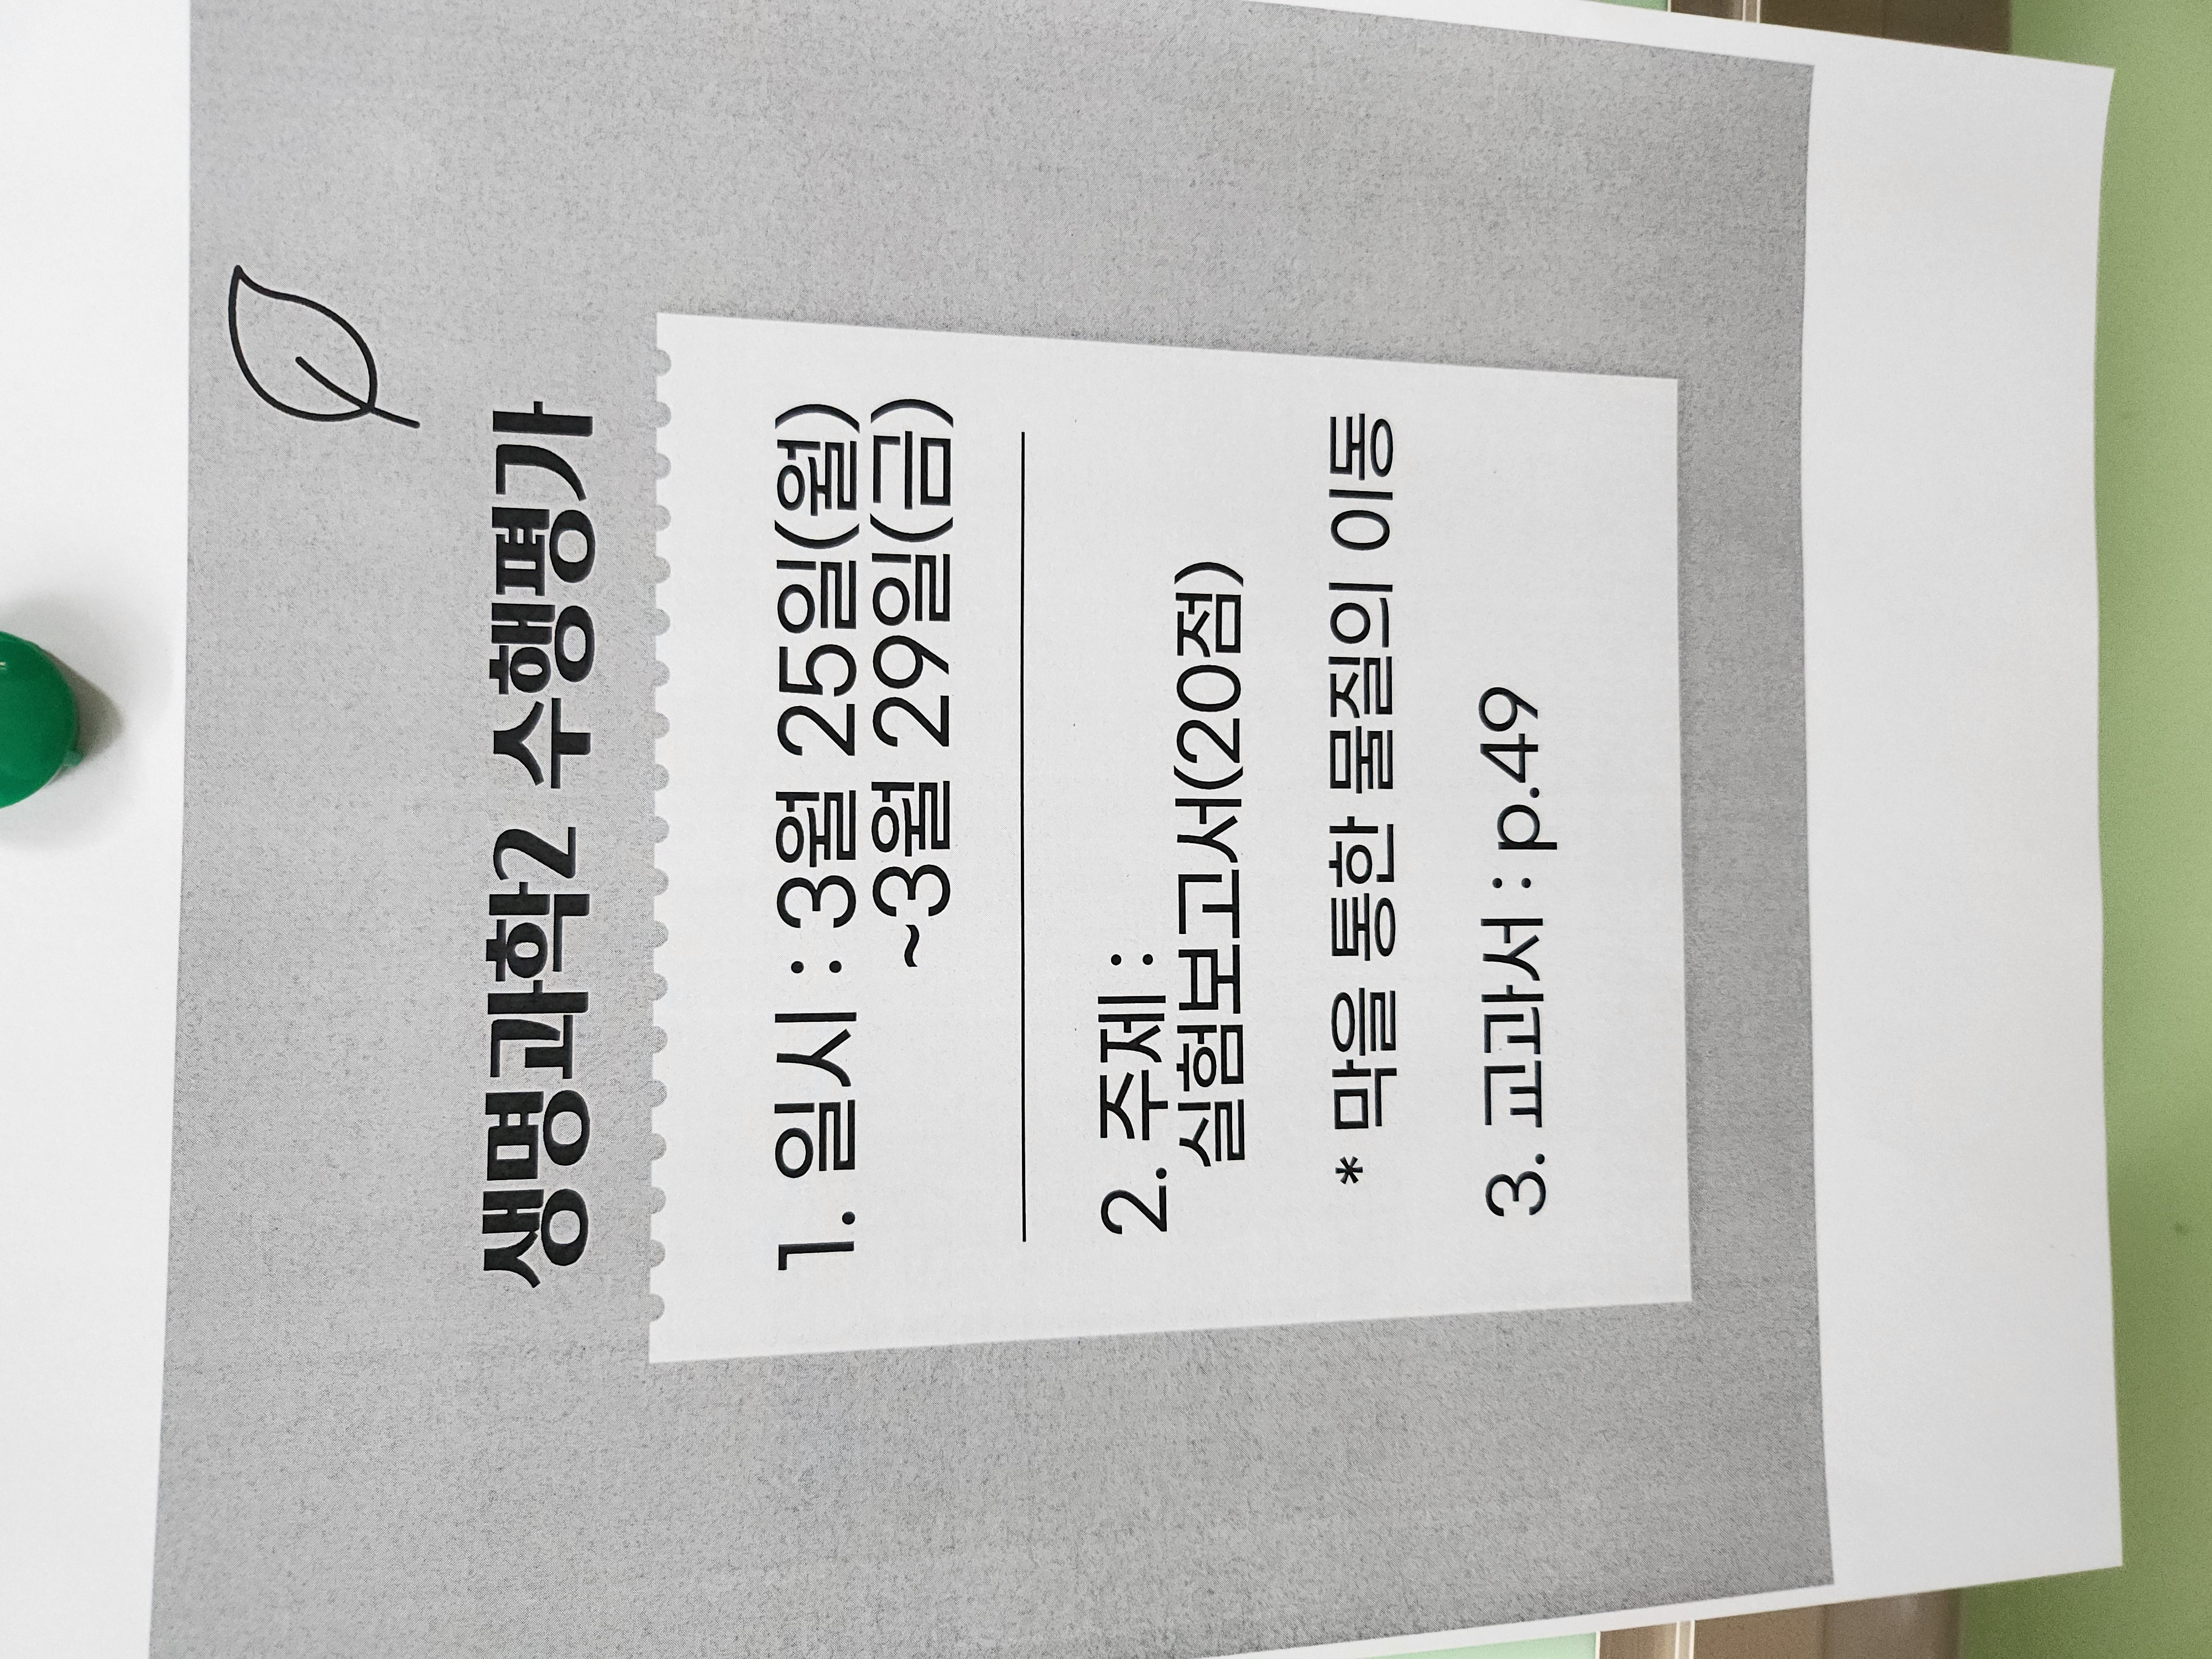 생명과학2 수행평가
1. 일시 : 3월 25일(월)
~3월 29일(금)
2. 주제 :
실험보고서(20점)
* 막을 통한 물질의 이동
3. 교과서 : p.49